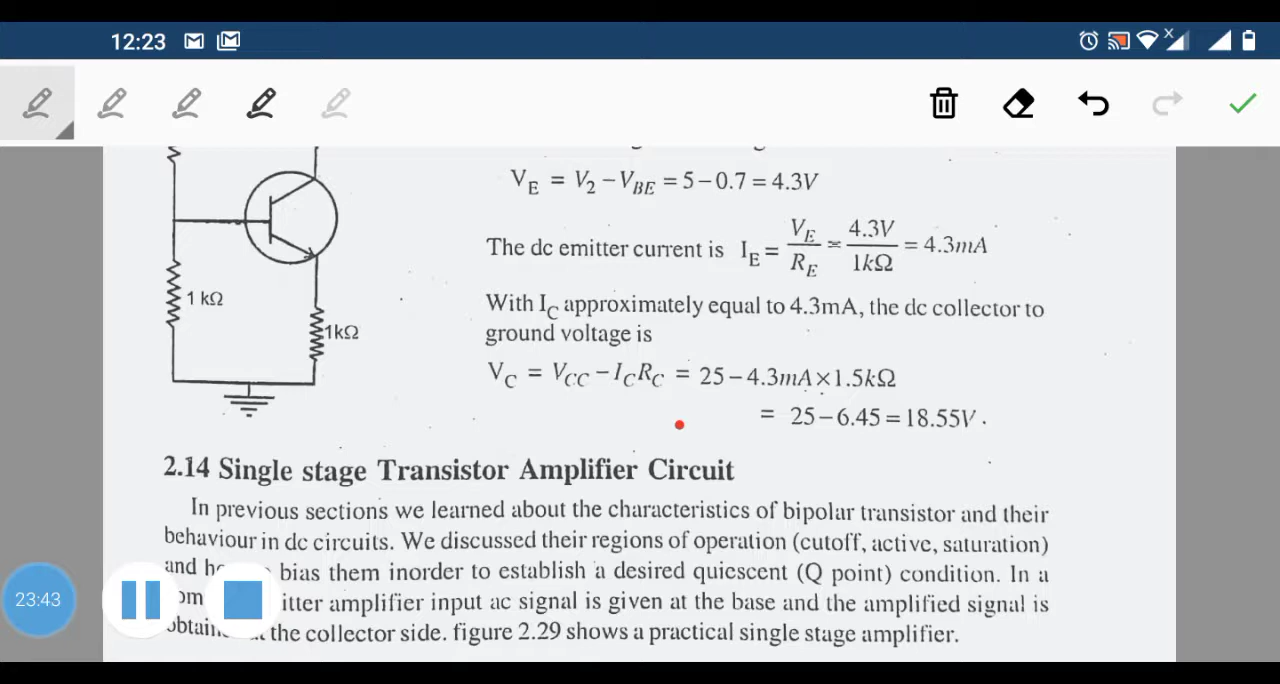 12:23
V_E = V_2 - V_BE = 5 - 0.7 = 4.3V
The dc emitter current is I_E = V_E / R_E = 4.3V / 1kΩ = 4.3mA
1 kΩ
With I_C approximately equal to 4.3mA, the dc collector to
1kΩ
ground voltage is
V_C = V_CC - I_C R_C = 25 - 4.3mA × 1.5kΩ
= 25 - 6.45 = 18.55V .
2.14 Single stage Transistor Amplifier Circuit
In previous sections we learned about the characteristics of bipolar transistor and their
behaviour in dc circuits. We discussed their regions of operation (cutoff, active, saturation)
and bias them inorder to establish a desired quiescent (Q point) condition. In a
23:43
amplifier input ac signal is given at the base and the amplified signal is
the collector side. figure 2.29 shows a practical single stage amplifier.